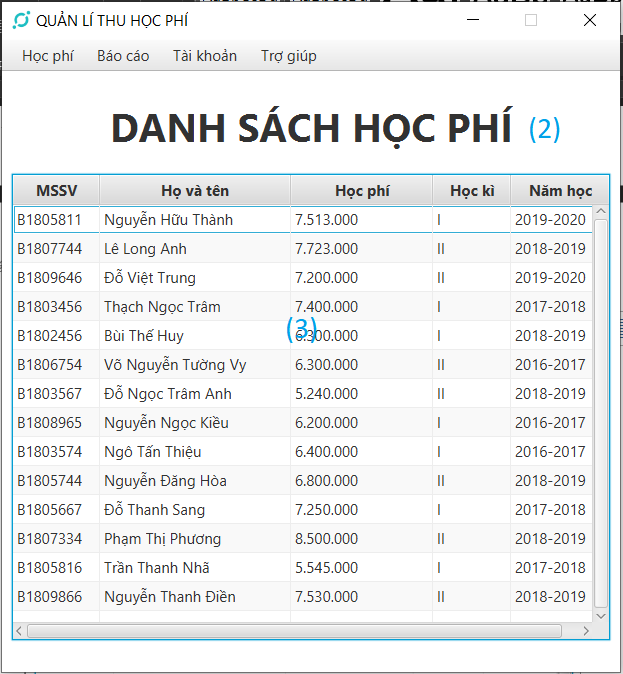 QUẢN LÍ THU HỌC PHÍ
Học phí Báo cáo Tài khoản Trợ giúp
DANH SÁCH HỌC PHÍ (2)
MSSV Họ và tên Học phí Học kì Năm học
B1805811 Nguyễn Hữu Thành 7.513.000 I 2019-2020
B1807744 Lê Long Anh 7.723.000 II 2018-2019
B1809646 Đỗ Việt Trung 7.200.000 II 2019-2020
B1803456 Thạch Ngọc Trâm 7.400.000 I 2017-2018
(3)
B1802456 Bùi Thế Huy 6.300.000 I 2018-2019
B1806754 Võ Nguyễn Tường Vy 6.300.000 II 2016-2017
B1803567 Đỗ Ngọc Trâm Anh 5.240.000 II 2018-2019
B1808965 Nguyễn Ngọc Kiều 6.200.000 I 2016-2017
B1803574 Ngô Tấn Thiệu 6.400.000 I 2016-2017
B1805744 Nguyễn Đăng Hòa 6.800.000 II 2018-2019
B1805667 Đỗ Thanh Sang 7.250.000 I 2017-2018
B1807334 Phạm Thị Phương 8.500.000 II 2018-2019
B1805816 Trần Thanh Nhã 5.545.000 I 2017-2018
B1809866 Nguyễn Thanh Điền 7.530.000 II 2018-2019